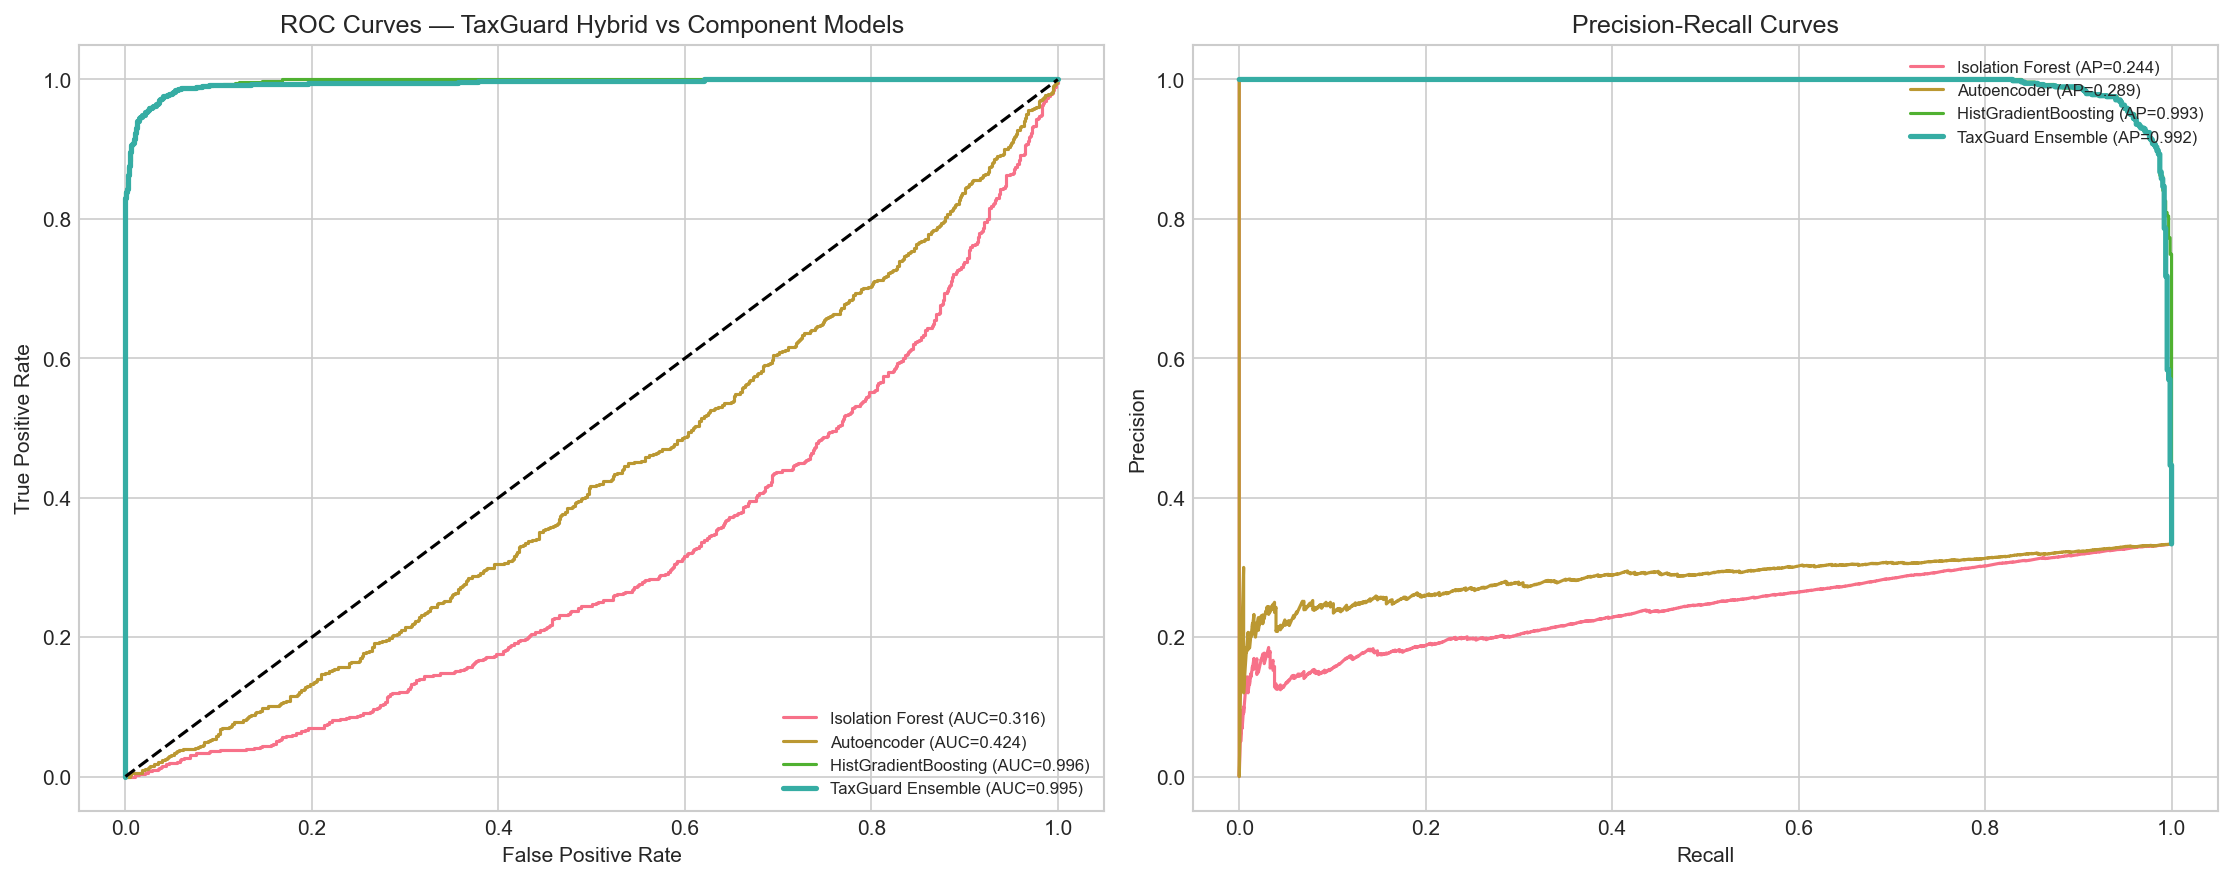 ROC Curves — TaxGuard Hybrid vs Component Models
True Positive Rate
1.0
0.8
0.6
0.4
0.2
0.0
0.0 0.2 0.4 0.6 0.8 1.0
False Positive Rate
Isolation Forest (AUC=0.316)
Autoencoder (AUC=0.424)
HistGradientBoosting (AUC=0.996)
TaxGuard Ensemble (AUC=0.995)
Precision-Recall Curves
Precision
1.0
0.8
0.6
0.4
0.2
0.0
0.0 0.2 0.4 0.6 0.8 1.0
Recall
Isolation Forest (AP=0.244)
Autoencoder (AP=0.289)
HistGradientBoosting (AP=0.993)
TaxGuard Ensemble (AP=0.992)